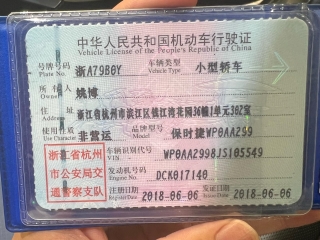 中华人民共和国机动车行驶证
Vehicle License of the People's Republic of China
号牌号码 浙A79B0Y 车辆类型 小型轿车
Plate No. Vehicle Type
所有人 姚博
Owner
住址 浙江省杭州市滨江区钱江湾花园36幢1单元302室
Address
使用性质 非营运 品牌型号 保时捷WP0AA299
Use Character Model
浙江省杭州
市公安局交
通警察支队
车辆识别代号 WP0AA2998JS105549
VIN
发动机号码 DCK017140
Engine No.
注册日期 2018-06-06 发证日期 2018-06-06
Register Date Issue Date